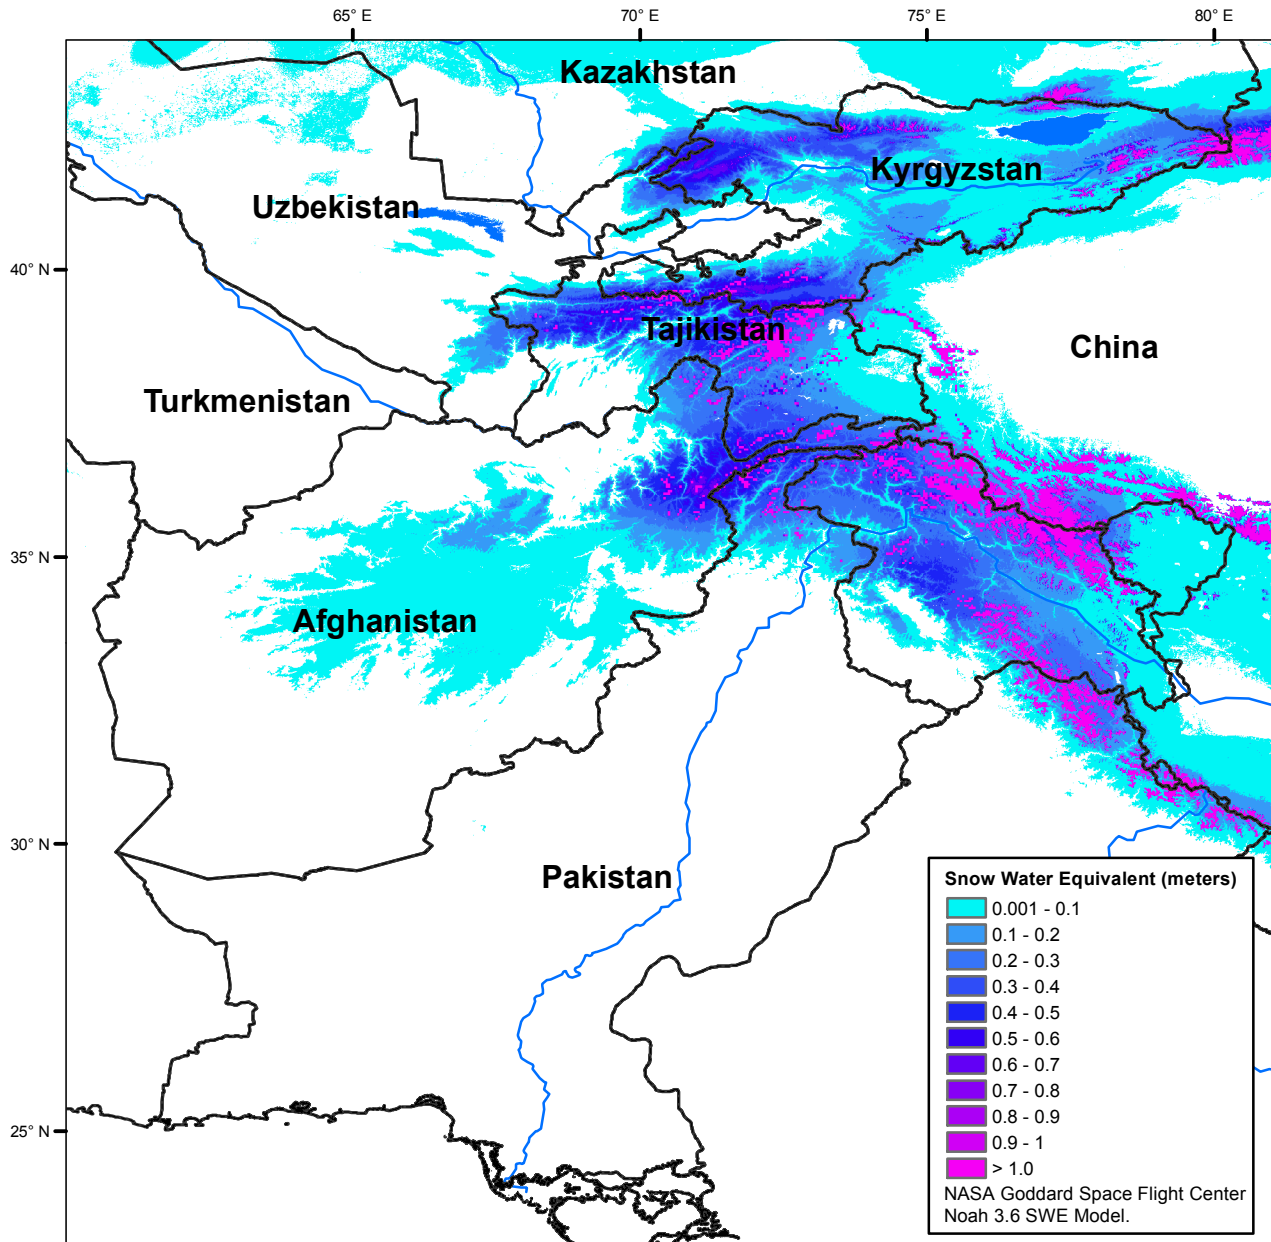 65° E
70° E
75° E
80° E
Kazakhstan
Kyrgyzstan
Uzbekistan
40° N
Tajikistan
China
Turkmenistan
35° N
Afghanistan
30° N
Pakistan
25° N
Snow Water Equivalent (meters)
0.001 - 0.1
0.1 - 0.2
0.2 - 0.3
0.3 - 0.4
0.4 - 0.5
0.5 - 0.6
0.6 - 0.7
0.7 - 0.8
0.8 - 0.9
0.9 - 1
> 1.0
NASA Goddard Space Flight Center
Noah 3.6 SWE Model.